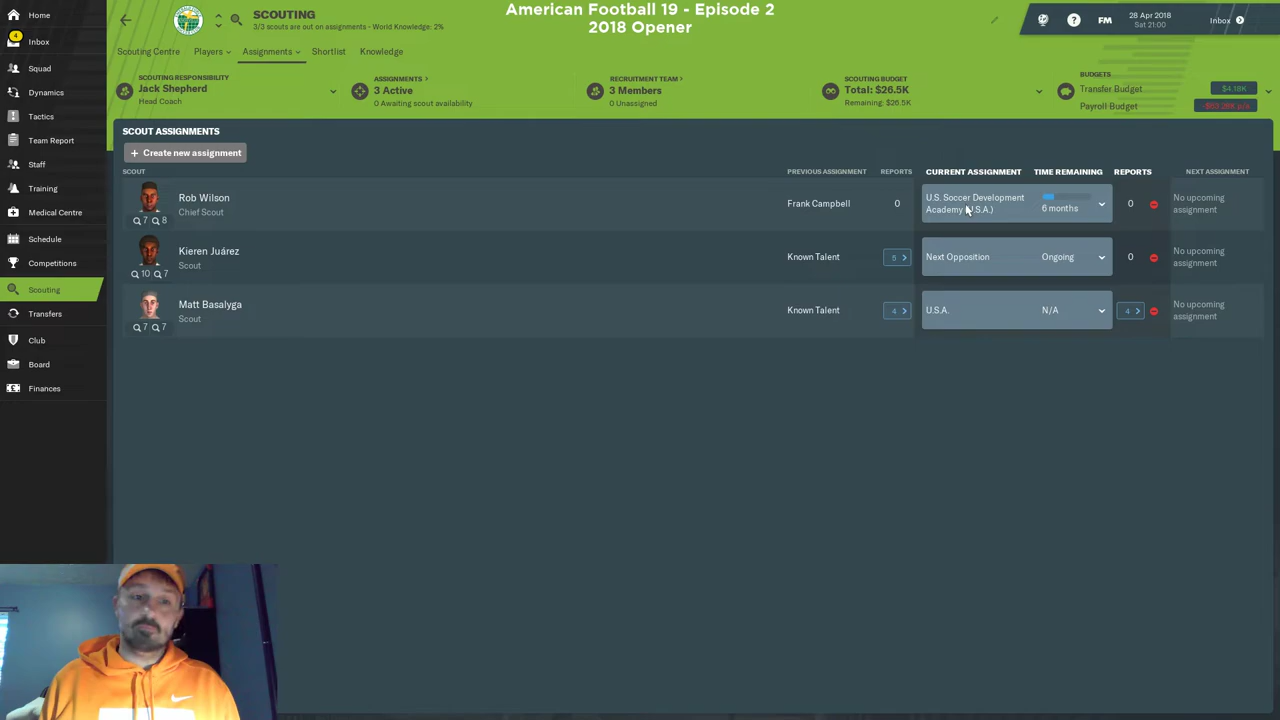 American Football 19 - Episode 2
2018 Opener
Home
4
Inbox
Squad
Dynamics
Tactics
Team Report
Staff
Training
Medical Centre
Schedule
Competitions
Scouting
Transfers
Club
Board
Finances
SCOUTING
3/3 scouts are out on assignments - World Knowledge: 2%
FM
28 Apr 2018
Sat 21:00
Inbox
Scouting Centre Players Assignments Shortlist Knowledge
SCOUTING RESPONSIBILITY
Jack Shepherd
Head Coach
ASSIGNMENTS >
3 Active
0 Awaiting scout availability
RECRUITMENT TEAM >
3 Members
0 Unassigned
SCOUTING BUDGET
Total: $26.5K
Remaining: $26.5K
BUDGETS
Transfer Budget $4.18K
Payroll Budget
SCOUT ASSIGNMENTS
+ Create new assignment
SCOUT PREVIOUS ASSIGNMENT REPORTS CURRENT ASSIGNMENT TIME REMAINING REPORTS NEXT ASSIGNMENT
Rob Wilson
Chief Scout
7 8
Frank Campbell 0
U.S. Soccer Development
Academy (U.S.A.)
6 months
0
No upcoming
assignment
Kieren Juárez
Scout
10 7
Known Talent 5 >
Next Opposition Ongoing
0
No upcoming
assignment
Matt Basalyga
Scout
7 7
Known Talent 4 >
U.S.A. N/A
4 >
No upcoming
assignment